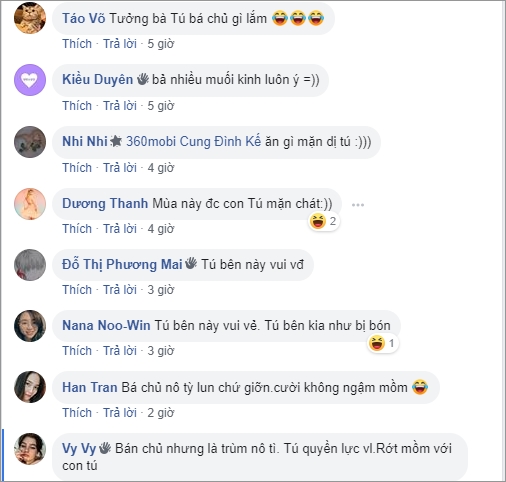 Táo Võ Tưởng bà Tú bá chủ gì lắm 😂😂😂
Thích · Trả lời · 5 giờ
Kiều Duyên bả nhiều muối kinh luôn ý =))
Thích · Trả lời · 5 giờ
Nhi Nhi 360mobi Cung Đình Kế ăn gì mặn dị tú :)))
Thích · Trả lời · 4 giờ
Dương Thanh Mùa này đc con Tú mặn chát:))
2
Thích · Trả lời · 4 giờ
Đỗ Thị Phương Mai Tú bên này vui vđ
Thích · Trả lời · 3 giờ
Nana Noo-Win Tú bên này vui vẻ. Tú bên kia như bị bón
1
Thích · Trả lời · 3 giờ
Han Tran Bá chủ nô tỳ lun chứ giỡn.cười không ngậm mồm 😂
Thích · Trả lời · 2 giờ
Vy Vy Bán chủ nhưng là trùm nô tì. Tú quyền lực vl.Rớt mồm với
con tú